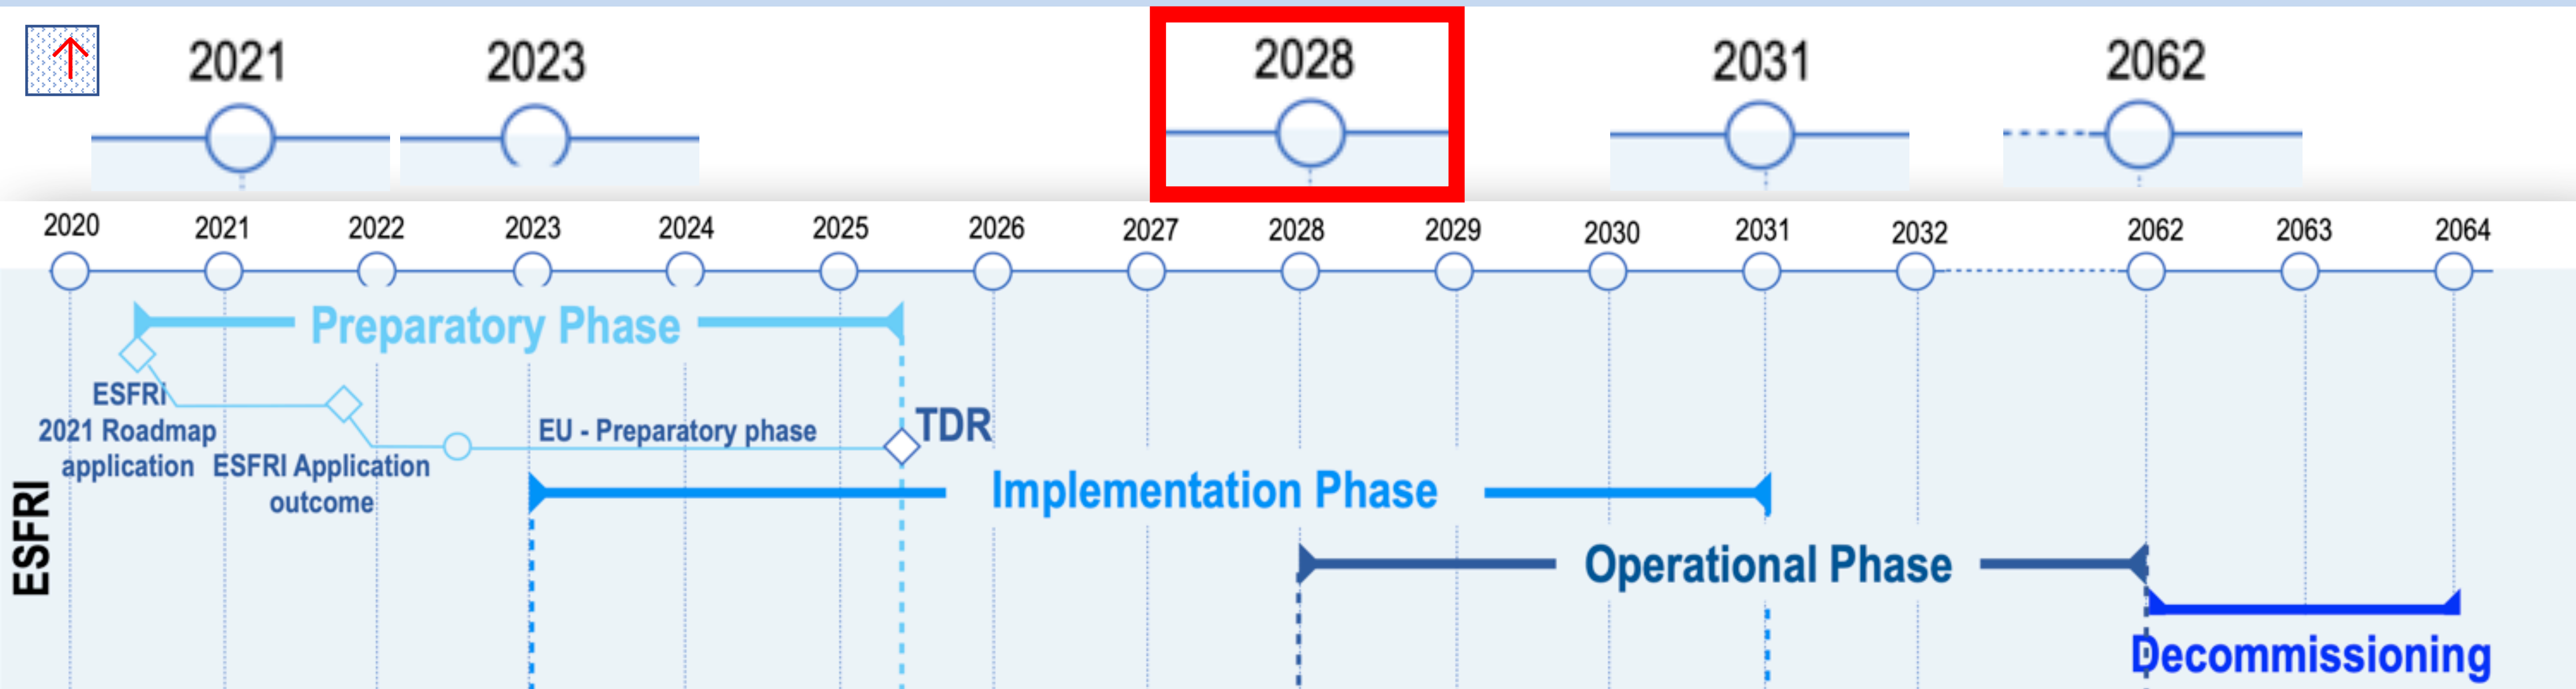 2021 2023 2028 2031 2062
2020 2021 2022 2023 2024 2025 2026 2027 2028 2029 2030 2031 2032 2062 2063 2064
Preparatory Phase
ESFRI
2021 Roadmap
application
ESFRI Application
outcome
EU - Preparatory phase
TDR
Implementation Phase
Operational Phase
Decommissioning
ESFRI